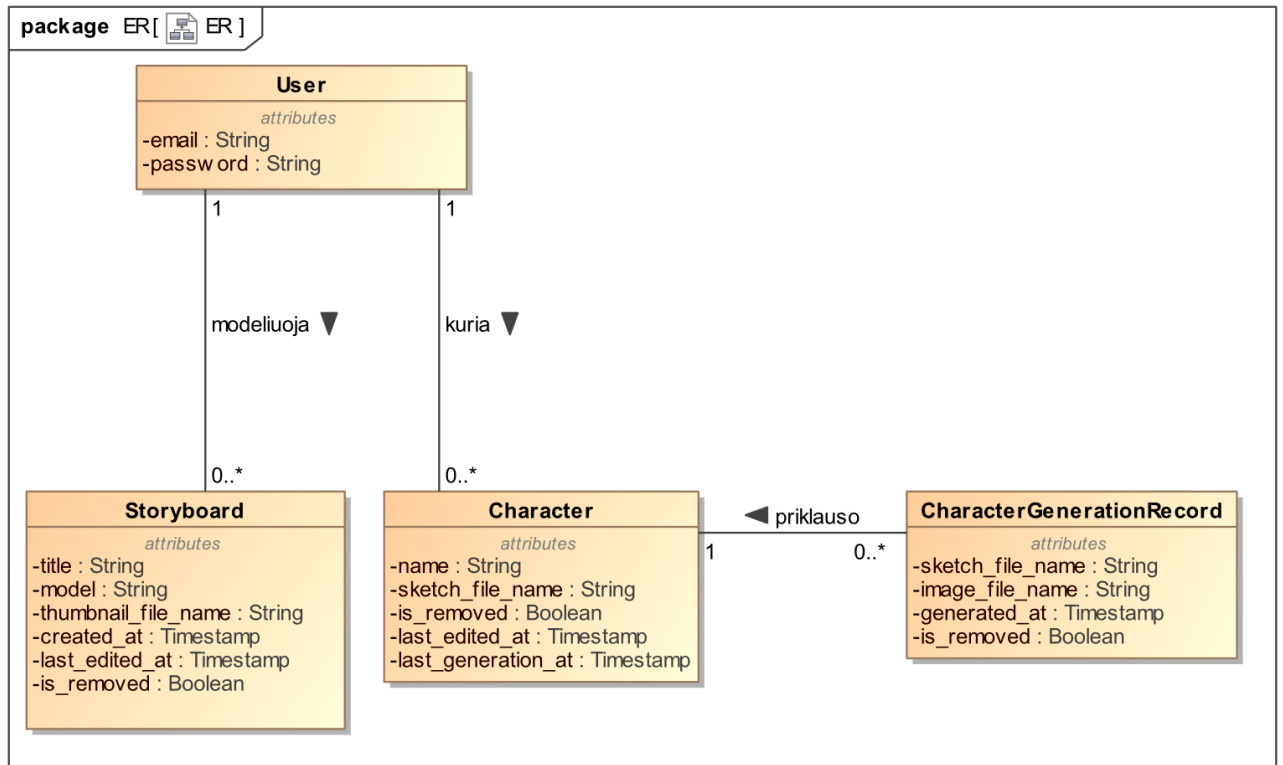 package ER[ ER ]
User
attributes
-email : String
-password : String
1
1
modeliuoja
kuria
0..*
0..*
Storyboard
attributes
-title : String
-model : String
-thumbnail_file_name : String
-created_at : Timestamp
-last_edited_at : Timestamp
-is_removed : Boolean
Character
attributes
-name : String
-sketch_file_name : String
-is_removed : Boolean
-last_edited_at : Timestamp
-last_generation_at : Timestamp
priklauso
1
0..*
CharacterGenerationRecord
attributes
-sketch_file_name : String
-image_file_name : String
-generated_at : Timestamp
-is_removed : Boolean